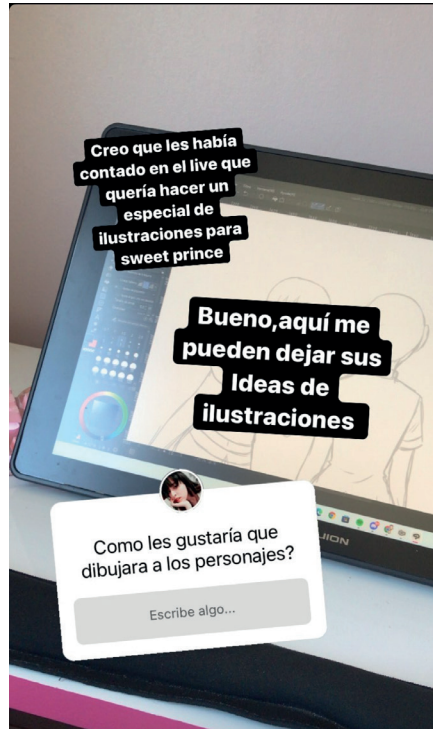 Creo que les había
contado en el live que
quería hacer un
especial de
ilustraciones para
sweet prince
Bueno,aquí me
pueden dejar sus
Ideas de
ilustraciones
Como les gustaría que
dibujara a los personajes?
Escribe algo...